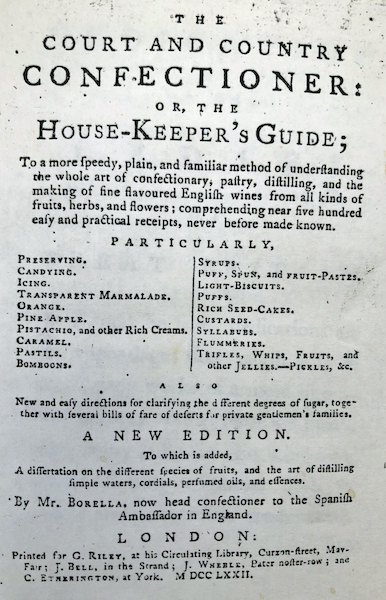 THE
COURT AND COUNTRY
CONFECTIONER:
OR, THE
HOUSE-KEEPER'S GUIDE;
To a more ſpeedy, plain, and familiar method of underſtanding
the whole art of confectionary, paſtry, diſtilling, and the
making of fine flavoured Engliſh wines from all kinds of
fruits, herbs, and flowers; comprehending near five hundred
eaſy and practical receipts, never before made known.
PARTICULARLY,
PRESERVING.
CANDYING.
ICING.
TRANSPARENT MARMALADE.
ORANGE.
PINE-APPLE.
PISTACHIO, and other RICH CREAMS.
CARAMEL.
PASTILS.
BOMBOONS.
SYRUPS.
PUFF, SPUN, and FRUIT-PASTES.
LIGHT-BISCUITS.
PUFFS.
RICH SEED-CAKES.
CUSTARDS.
SYLLABUBS.
FLUMMERIES.
TRIFLES, WHIPS, FRUITS, and
other JELLIES.—PICKLES, &c.
ALSO
New and eaſy directions for clarifying the different degrees of ſugar, toge-
ther with ſeveral bills of fare of deſerts for private gentlemen's families.
A NEW EDITION.
To which is added,
A diſſertation on the different ſpecies of fruits, and the art of diſtilling
ſimple waters, cordials, perfumed oils, and eſſences.
By Mr. BORELLA, now head confectioner to the Spaniſh
Ambaſſador in England.
LONDON:
Printed for G. RILEY, at his Circulating Library, Curzon-ſtreet, May-
Fair; J. BELL, in the Strand; J. WHEBLE, Pater noſter-row; and
C. ETHERINGTON, at York. MDCCLXXII.